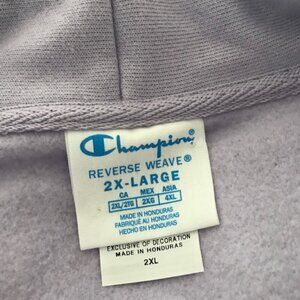 Champion
REVERSE WEAVE®
2X-LARGE
CA MEX ASIA
2XL/2TG 2XG 4XL
MADE IN HONDURAS
FABRIQUÉ AU HONDURAS
HECHO EN HONDURAS
EXCLUSIVE OF DECORATION
MADE IN HONDURAS
2XL